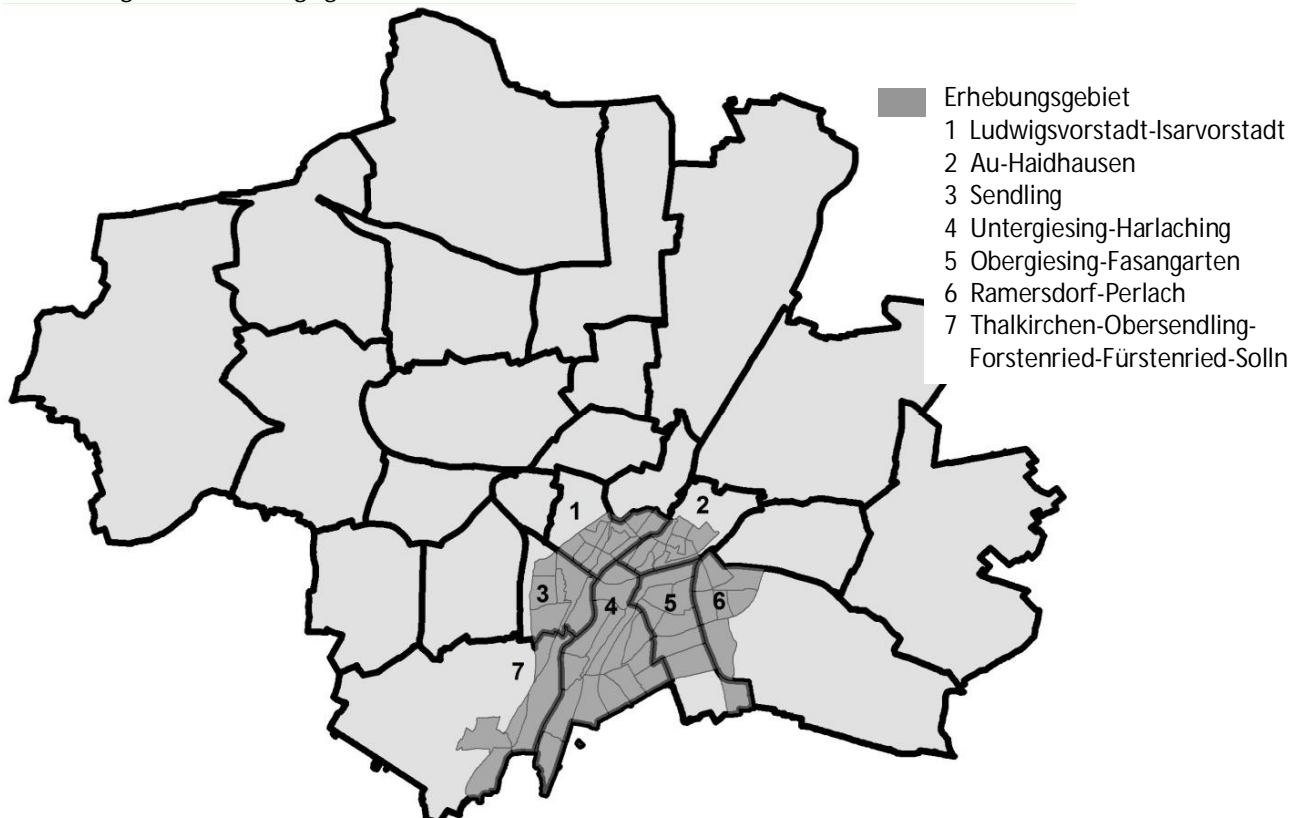 Erhebungsgebiet
1 Ludwigsvorstadt-Isarvorstadt
2 Au-Haidhausen
3 Sendling
4 Untergiesing-Harlaching
5 Obergiesing-Fasangarten
6 Ramersdorf-Perlach
7 Thalkirchen-Obersendling-
Forstenried-Fürstenried-Solln
1
2
3
4
5
6
7